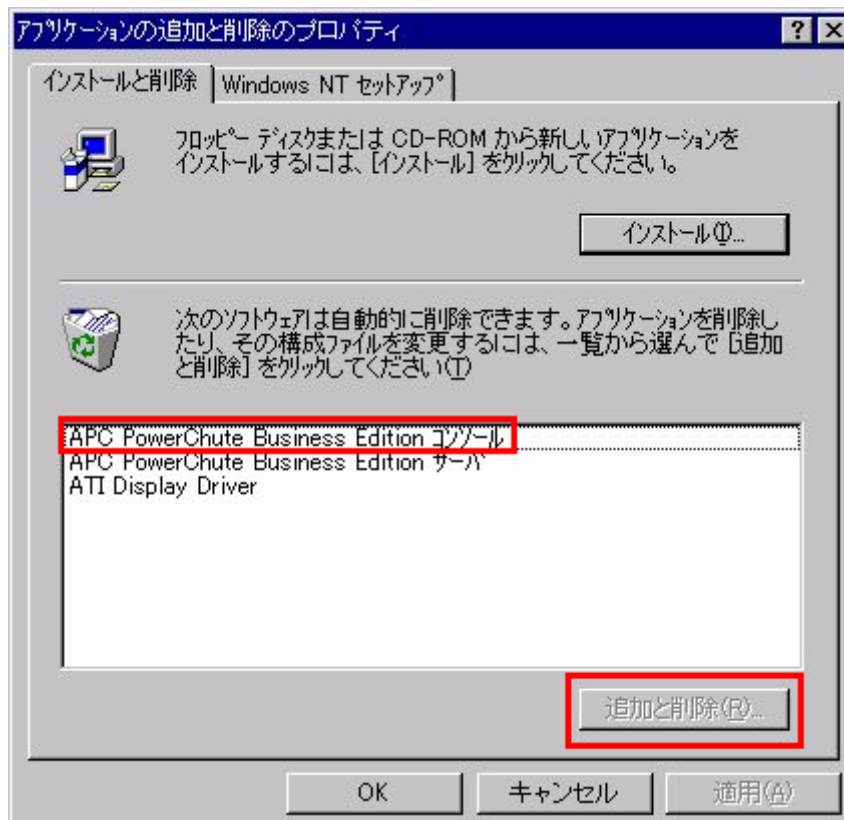 アプリケーションの追加と削除のプロパティ
インストールと削除
Windows NT セットアップ
フロッピー ディスクまたは CD-ROM から新しいアプリケーションを
インストールするには、[インストール] をクリックしてください。
インストール(I)...
次のソフトウェアは自動的に削除できます。アプリケーションを削除し
たり、その構成ファイルを変更するには、一覧から選んで [追加
と削除] をクリックしてください(T)
APC PowerChute Business Edition コンソール
APC PowerChute Business Edition サーバ
ATI Display Driver
追加と削除(R)...
OK
キャンセル
適用(A)